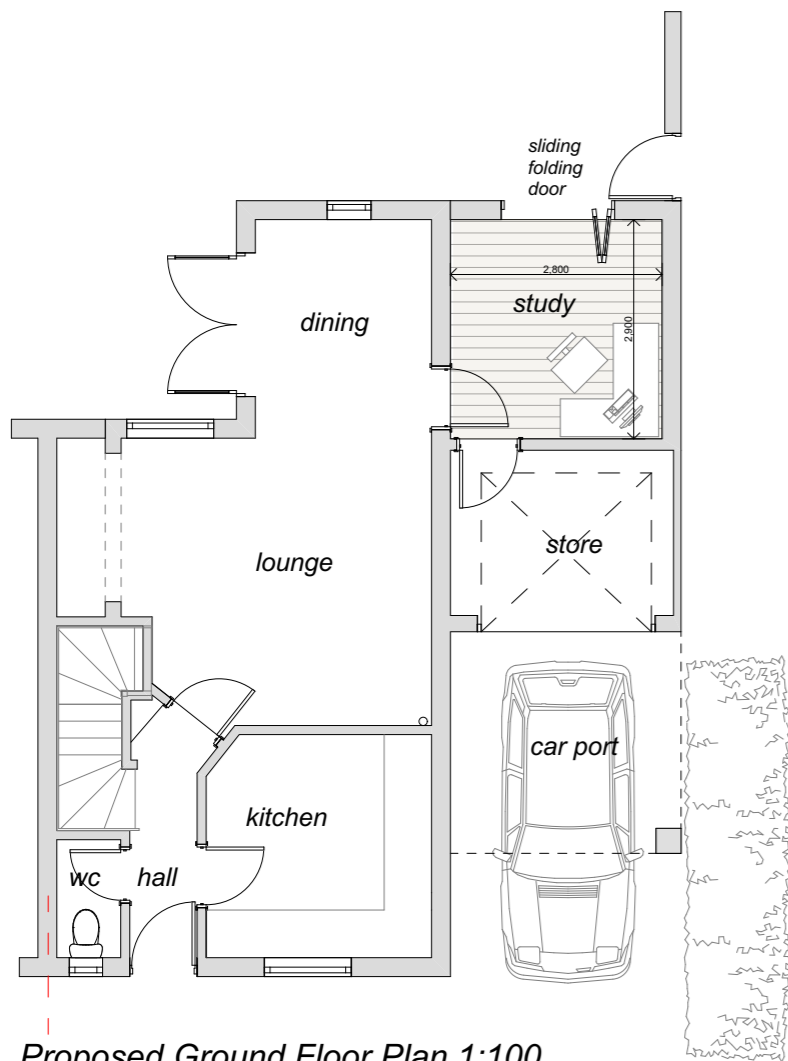 sliding
folding
door
2,800
study
dining
2,900
lounge
store
car port
kitchen
wc
hall
Proposed Ground Floor Plan 1:100